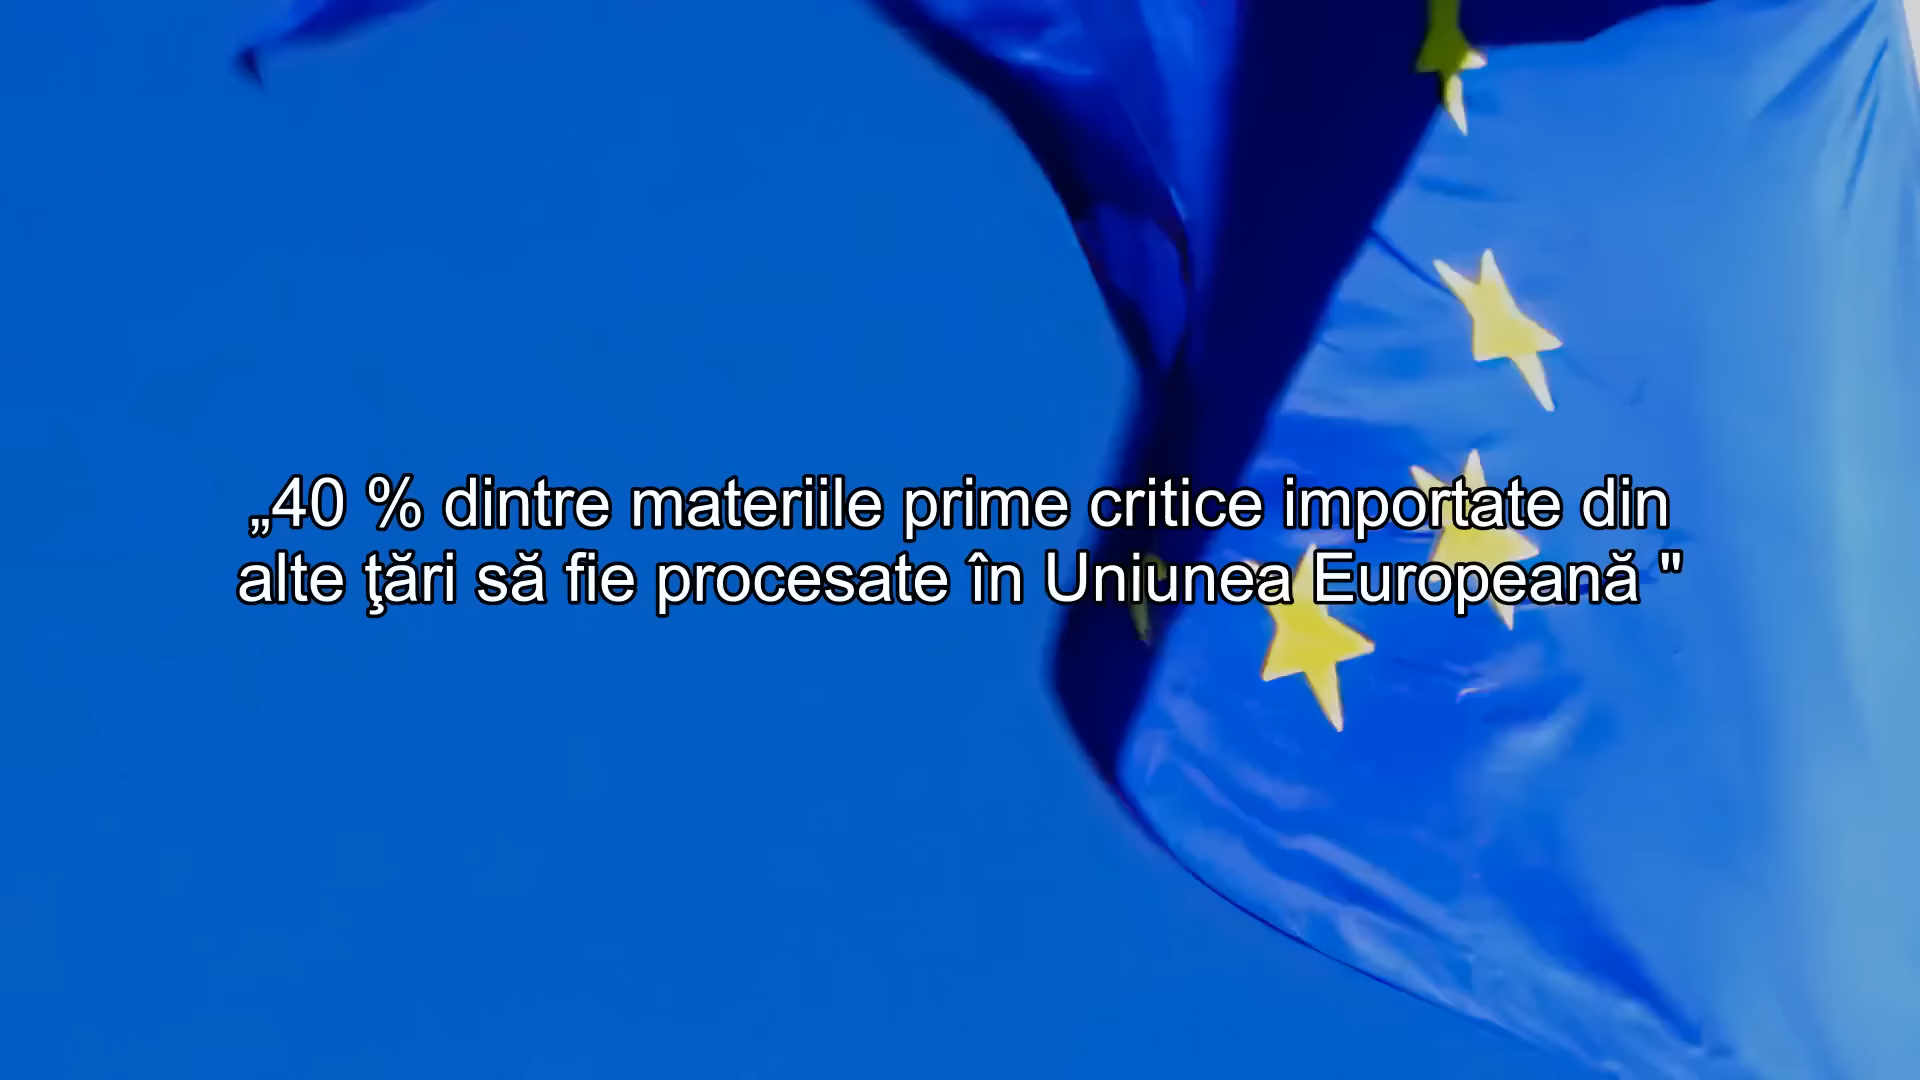 „40 % dintre materiile prime critice importate din
alte ţări să fie procesate în Uniunea Europeană "